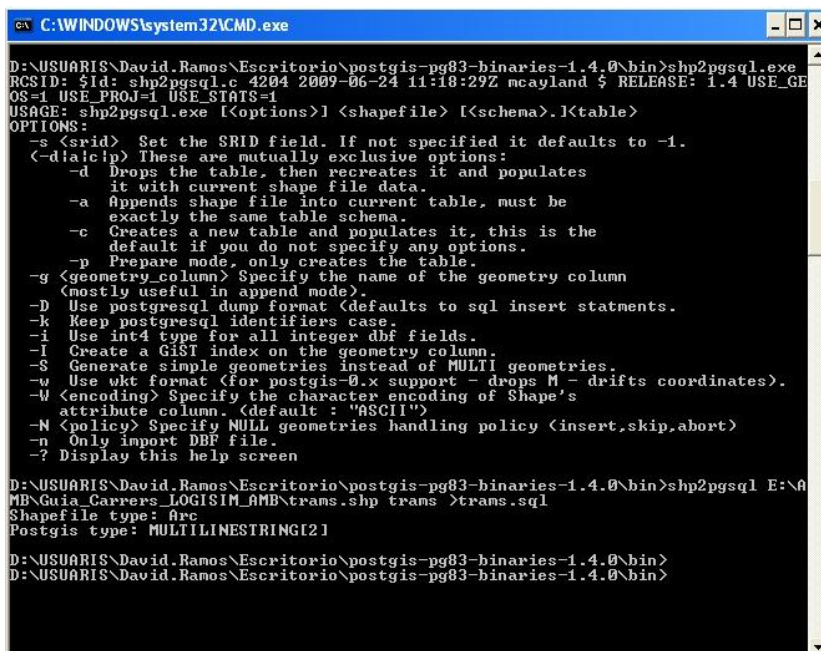 C:\WINDOWS\system32\CMD.exe
D:\USUARIS\David.Ramos\Escritorio\postgis-pg83-binaries-1.4.0\bin>shp2pgsql.exe
RCSID: $Id: shp2pgsql.c 4204 2009-06-24 11:18:29Z mcayland $ RELEASE: 1.4 USE_GE
OS=1 USE_PROJ=1 USE_STATS=1
USAGE: shp2pgsql.exe [<options>] <shapefile> [<schema>.]<table>
OPTIONS:
  -s <srid>  Set the SRID field. If not specified it defaults to -1.
  (-d|a|c|p) These are mutually exclusive options:
      -d  Drops the table, then recreates it and populates
          it with current shape file data.
      -a  Appends shape file into current table, must be
          exactly the same table schema.
      -c  Creates a new table and populates it, this is the
          default if you do not specify any options.
      -p  Prepare mode, only creates the table.
  -g <geometry_column> Specify the name of the geometry column
     (mostly useful in append mode).
  -D  Use postgresql dump format (defaults to sql insert statments.
  -k  Keep postgresql identifiers case.
  -i  Use int4 type for all integer dbf fields.
  -I  Create a GiST index on the geometry column.
  -S  Generate simple geometries instead of MULTI geometries.
  -w  Use wkt format (for postgis-0.x support - drops M - drifts coordinates).
  -W <encoding> Specify the character encoding of Shape's
     attribute column. (default : "ASCII")
  -N <policy> Specify NULL geometries handling policy (insert,skip,abort)
  -n  Only import DBF file.
  -? Display this help screen
D:\USUARIS\David.Ramos\Escritorio\postgis-pg83-binaries-1.4.0\bin>shp2pgsql E:\A
MB\Guia_Carrers_LOGISIM_AMB\trams.shp trams >trams.sql
Shapefile type: Arc
Postgis type: MULTILINESTRING[2]
D:\USUARIS\David.Ramos\Escritorio\postgis-pg83-binaries-1.4.0\bin>
D:\USUARIS\David.Ramos\Escritorio\postgis-pg83-binaries-1.4.0\bin>